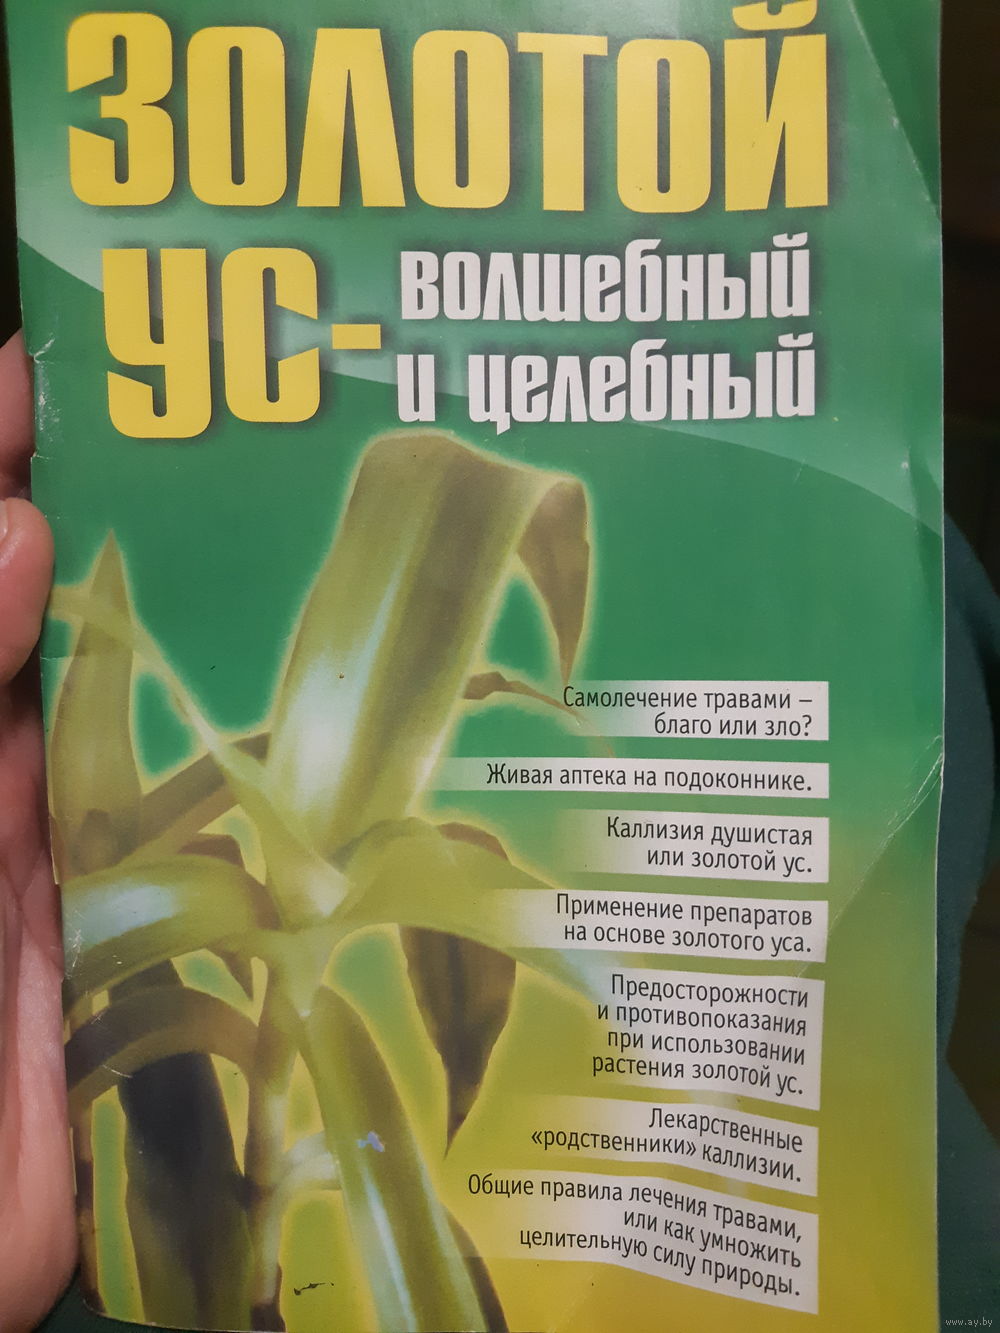 ЗОЛОТОЙ
УС-
волшебный
и целебный
Самолечение травами –
благо или зло?
Живая аптека на подоконнике.
Каллизия душистая
или золотой ус.
Применение препаратов
на основе золотого уса.
Предосторожности
и противопоказания
при использовании
растения золотой ус.
Лекарственные
«родственники» каллизии.
Общие правила лечения травами,
или как умножить
целительную силу природы.
www.ay.by